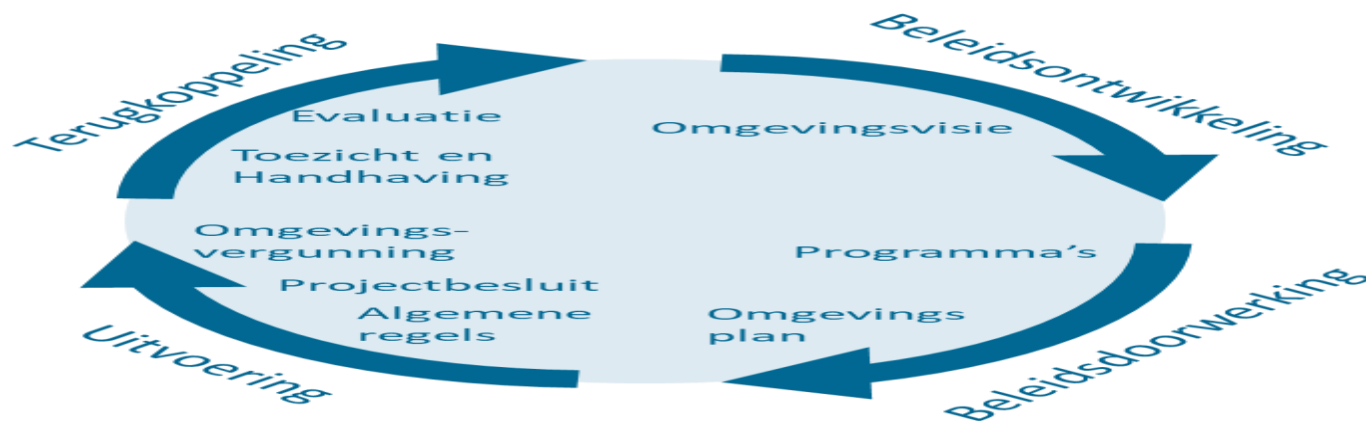 Terugkoppeling
Beleidsontwikkeling
Evaluatie
Omgevingsvisie
Toezicht en
Handhaving
Omgevings-
vergunning
Programma's
Projectbesluit
Algemene
regels
Omgevings
plan
Uitvoering
Beleidsdoorwerking